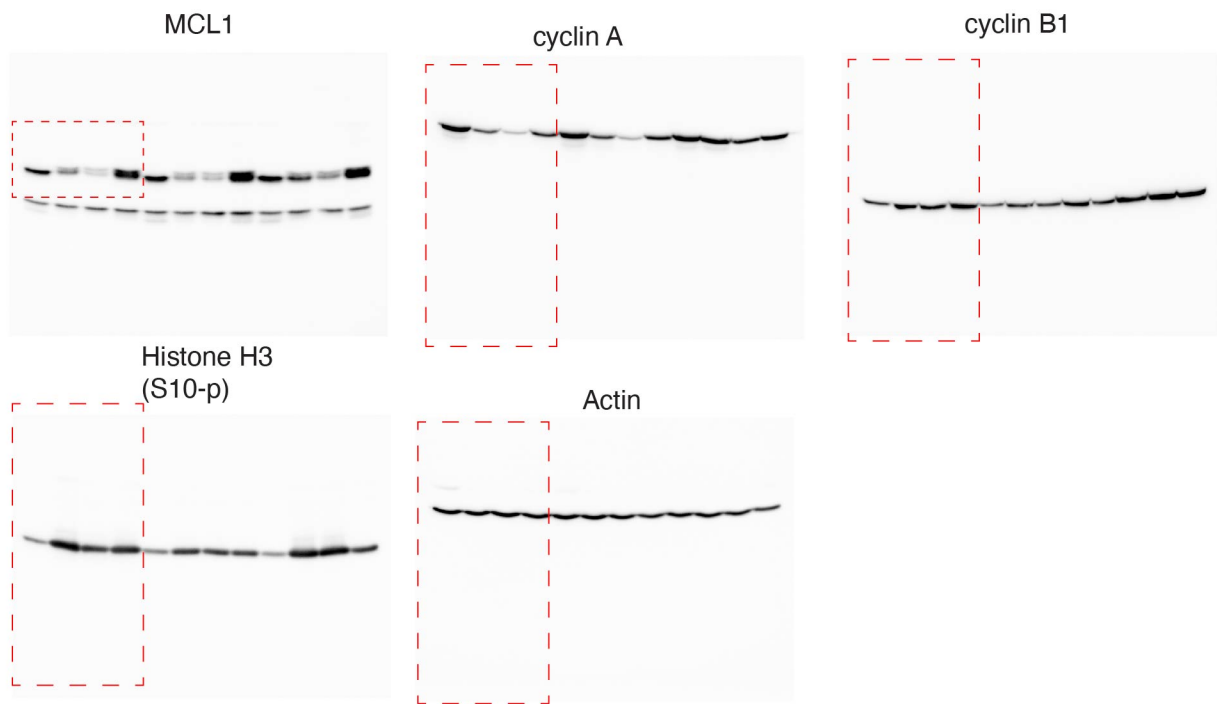 MCL1
cyclin A
cyclin B1
Histone H3
(S10-p)
Actin